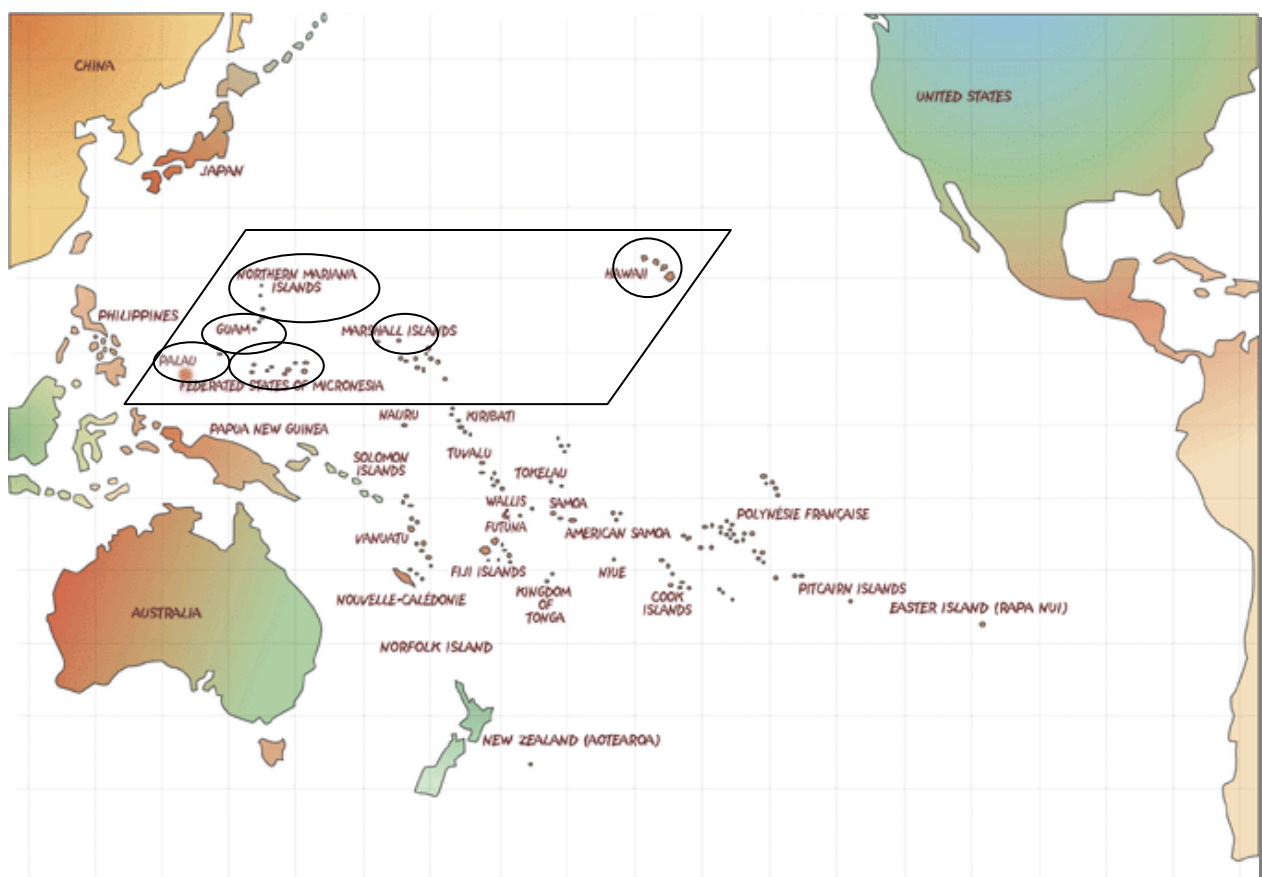 CHINA
UNITED STATES
JAPAN
NORTHERN MARIANA
ISLANDS
HAWAII
PHILIPPINES
GUAM
MARSHALL ISLANDS
PALAU
FEDERATED STATES OF MICRONESIA
NAURU
KIRIBATI
PAPUA NEW GUINEA
SOLOMON
ISLANDS
TUVALU
TOKELAU
WALLIS
&
FUTUNA
SAMOA
POLYNÉSIE FRANÇAISE
VANUATU
AMERICAN SAMOA
FIJI ISLANDS
NIUE
PITCAIRN ISLANDS
KINGDOM
OF
TONGA
COOK
ISLANDS
NOUVELLE-CALÉDONIE
EASTER ISLAND (RAPA NUI)
AUSTRALIA
NORFOLK ISLAND
NEW ZEALAND (AOTEAROA)